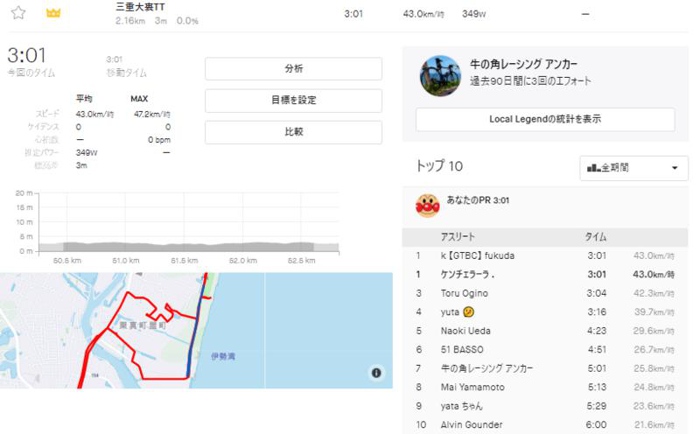 三重大裏TT
2.16km 3m 0.0%
3:01 43.0km/時 349W —
3:01
今回のタイム
3:01
移動タイム
分析
目標を設定
比較
平均 MAX
スピード 43.0km/時 47.2km/時
ケイデンス 0 0
心拍数 — 0 bpm
推定パワー 349W
標高差 3m
20 m
15 m
10 m
5 m
0 m
50.5 km 51.0 km 51.5 km 52.0 km 52.5 km
栗真町屋町
伊勢湾
牛の角レーシング アンカー
過去90日間に3回のエフォート
Local Legendの統計を表示
トップ 10
全期間
あなたのPR 3:01
アスリート タイム
1 k【GTBC】fukuda 3:01 43.0km/時
1 ケンチェラーラ . 3:01 43.0km/時
3 Toru Ogino 3:04 42.3km/時
4 yuta 3:16 39.7km/時
5 Naoki Ueda 4:23 29.6km/時
6 51 BASSO 4:51 26.7km/時
7 牛の角レーシング アンカー 5:01 25.8km/時
8 Mai Yamamoto 5:13 24.8km/時
9 yata ちゃん 5:29 23.6km/時
10 Alvin Gounder 6:00 21.6km/時